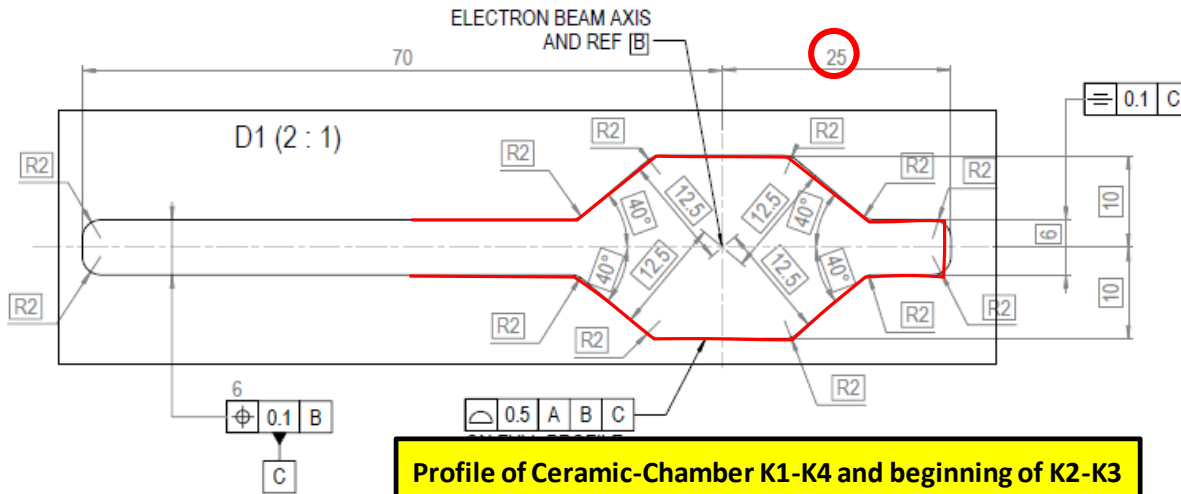 ELECTRON BEAM AXIS
AND REF B
70
25
⌯ 0.1 C
D1 (2 : 1)
R2
R2
R2
R2
R2
R2
12.5
12.5
40°
40°
10
6
12.5
12.5
40°
40°
10
R2
R2
R2
R2
R2
R2
6
⌖ 0.1 B
C
⌓ 0.5 A B C
Profile of Ceramic-Chamber K1-K4 and beginning of K2-K3